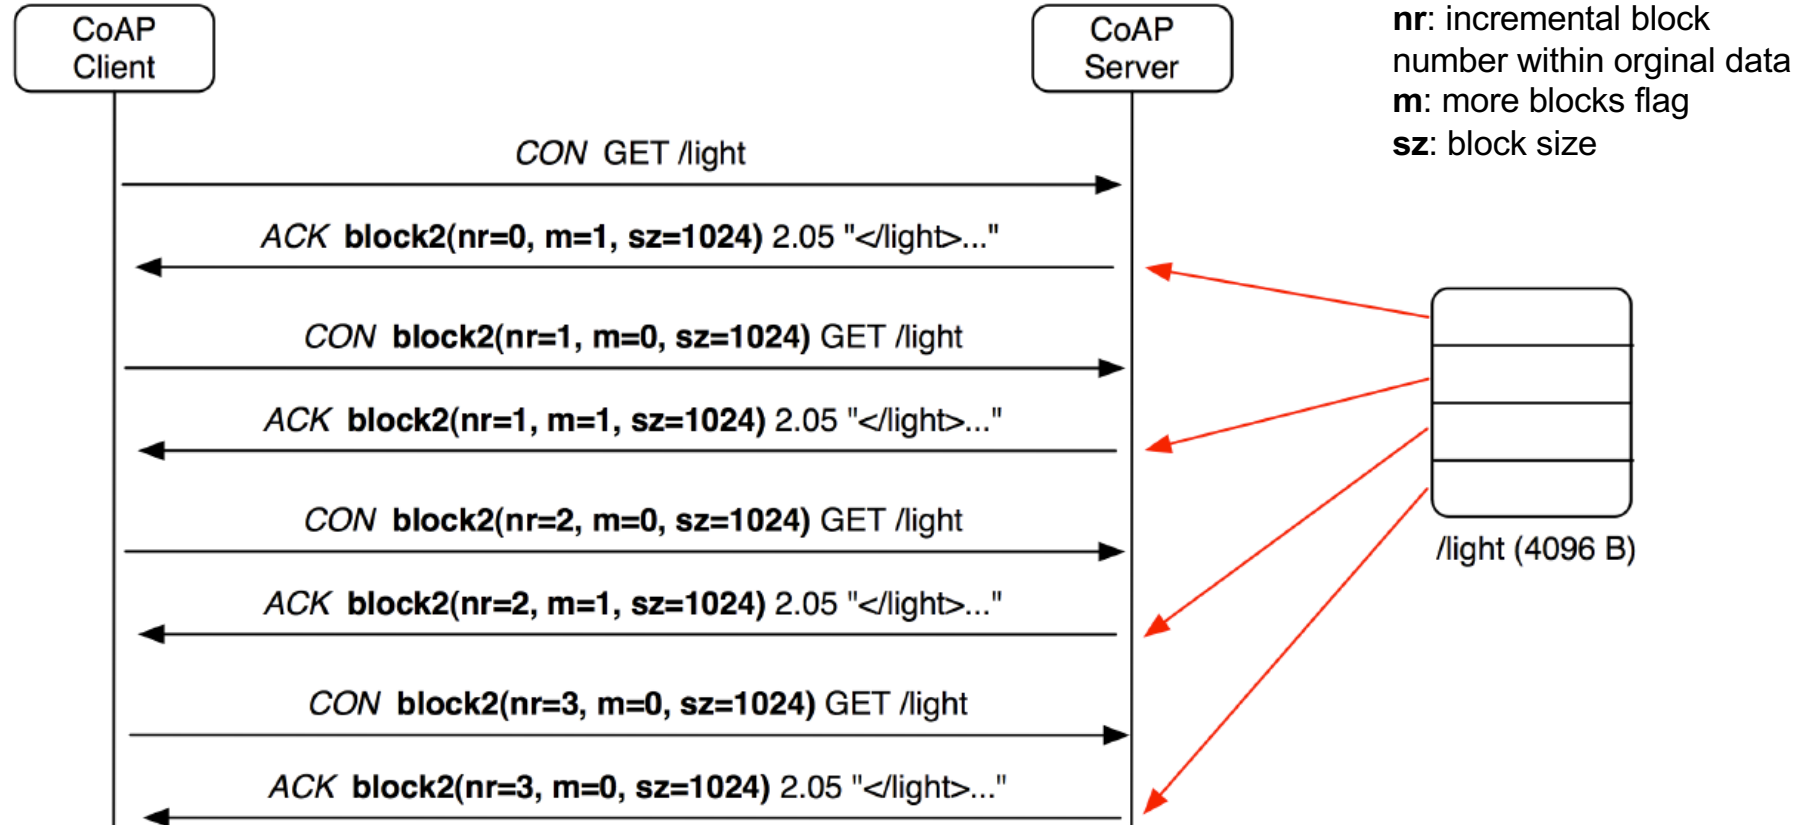 CoAP
Client
CoAP
Server
nr: incremental block
number within orginal data
m: more blocks flag
sz: block size
CON GET /light
ACK block2(nr=0, m=1, sz=1024) 2.05 "</light>..."
CON block2(nr=1, m=0, sz=1024) GET /light
ACK block2(nr=1, m=1, sz=1024) 2.05 "</light>..."
CON block2(nr=2, m=0, sz=1024) GET /light
/light (4096 B)
ACK block2(nr=2, m=1, sz=1024) 2.05 "</light>..."
CON block2(nr=3, m=0, sz=1024) GET /light
ACK block2(nr=3, m=0, sz=1024) 2.05 "</light>..."